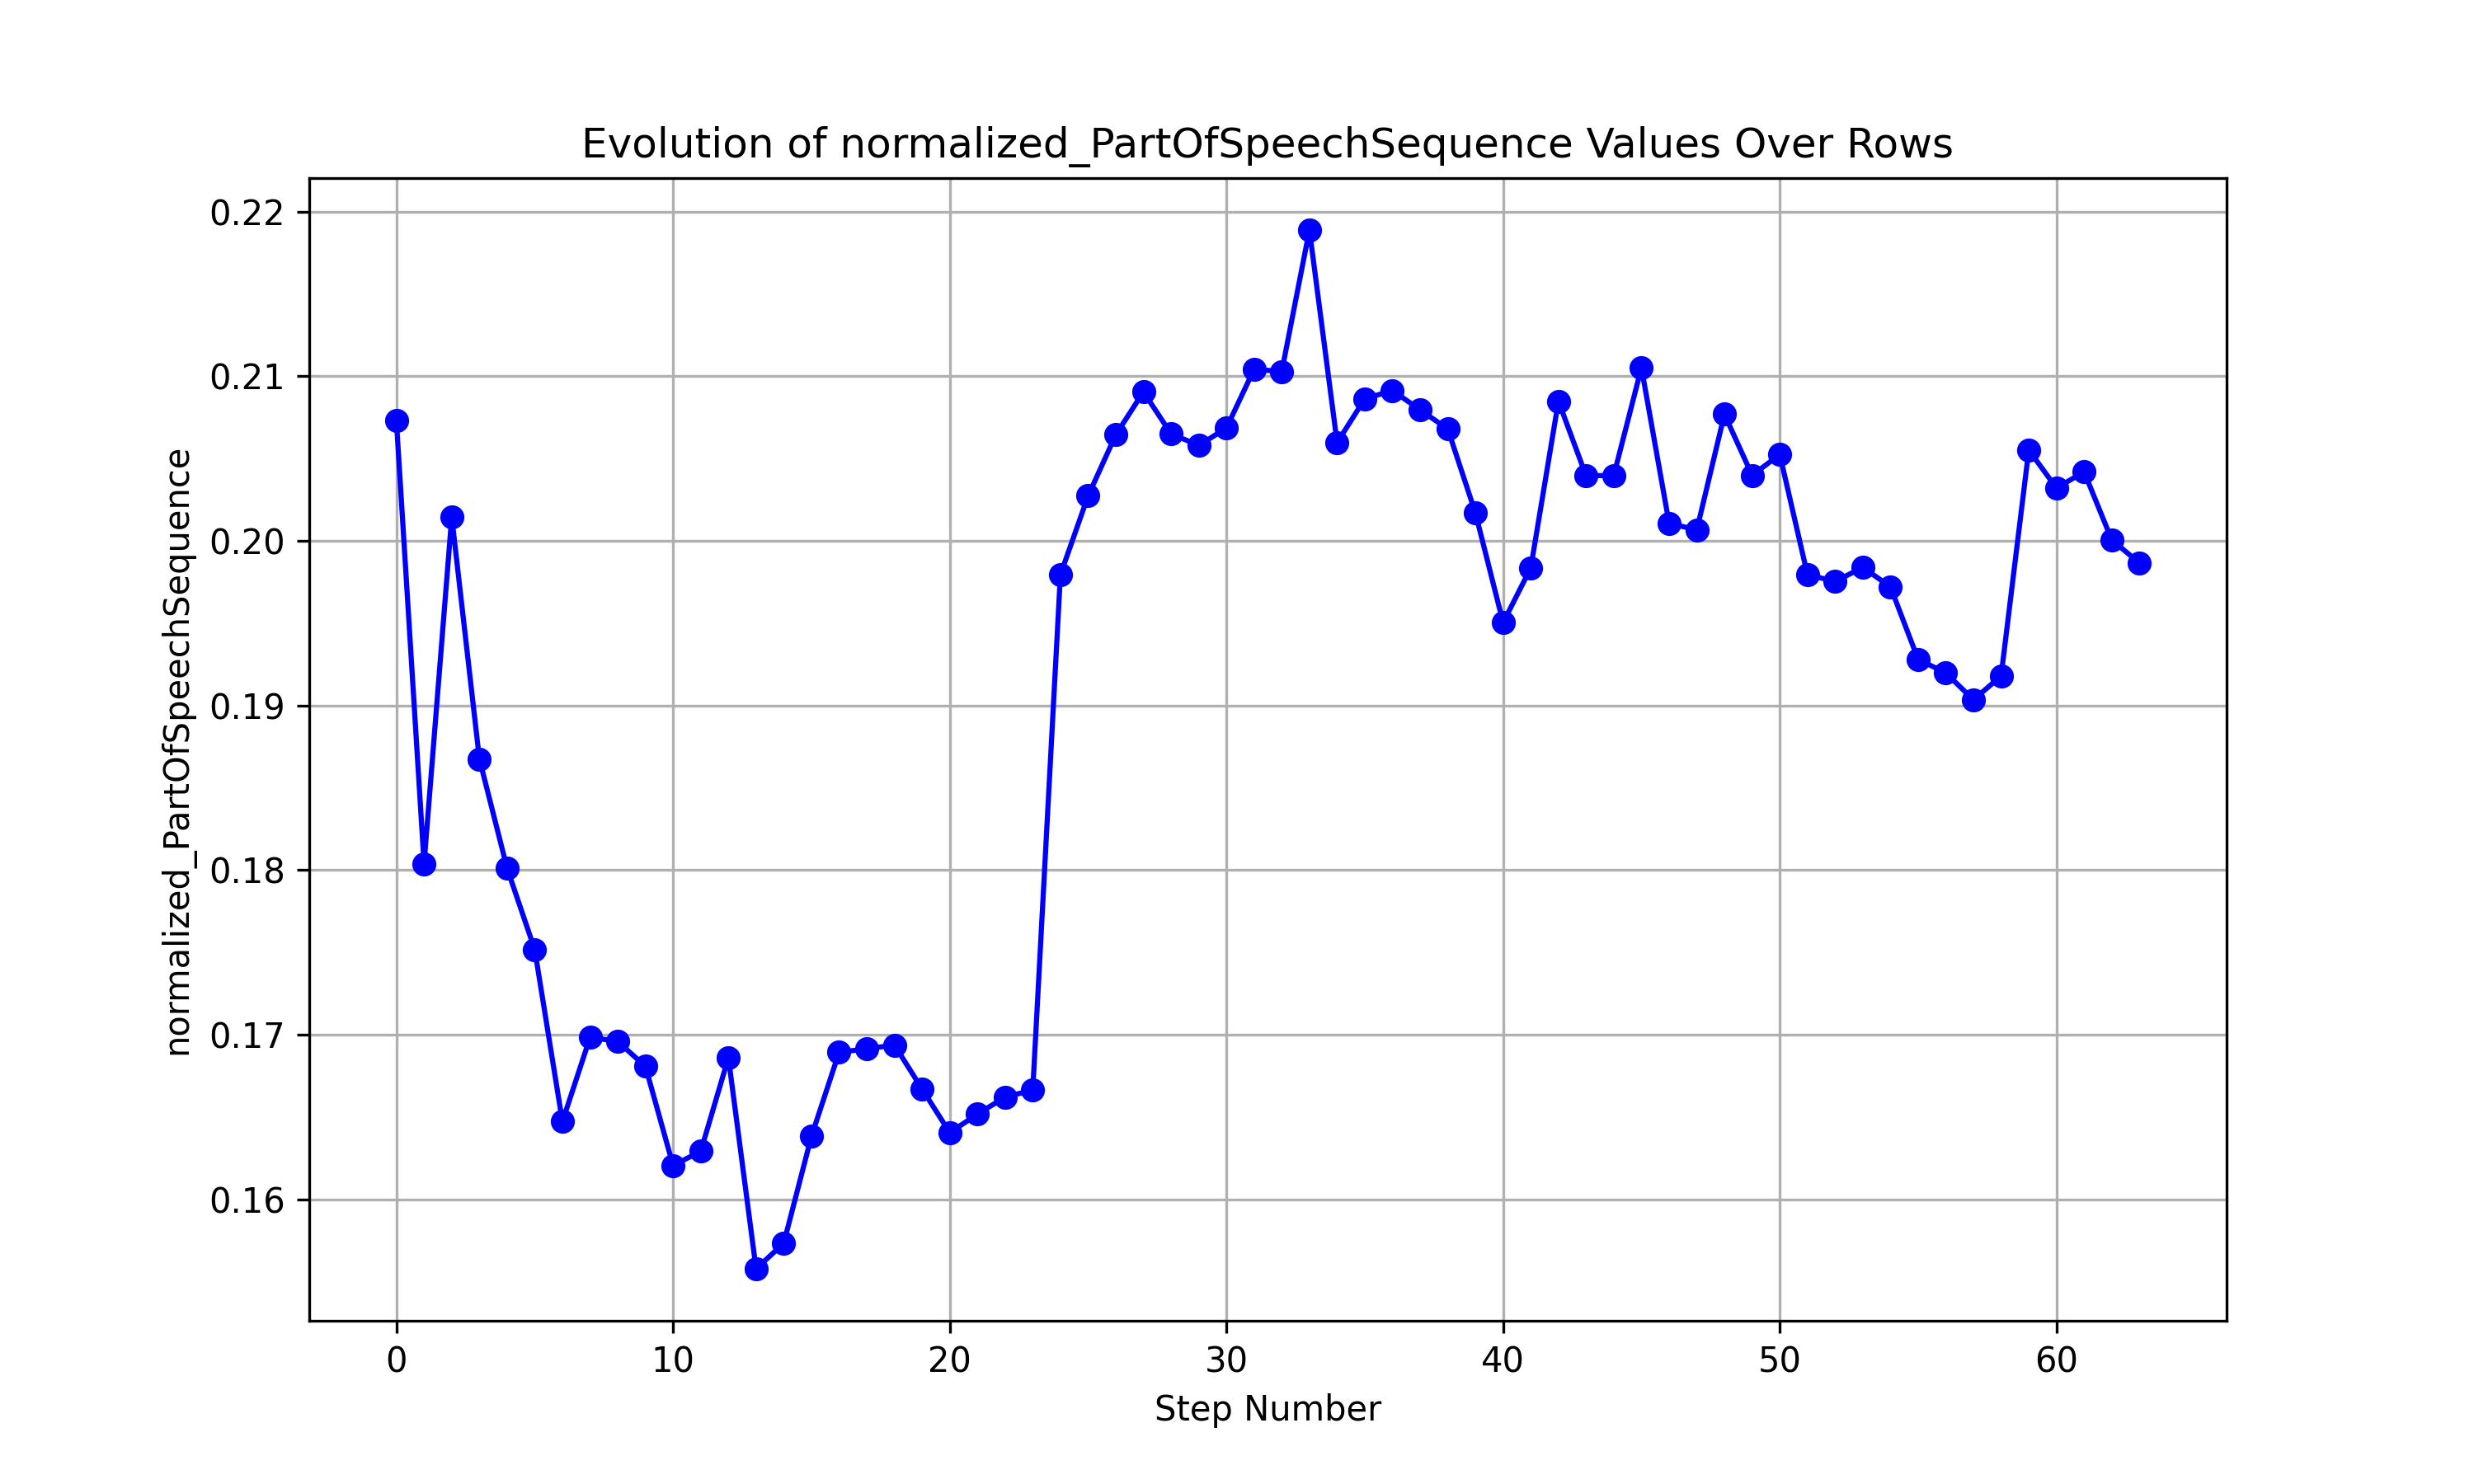 Evolution of normalized_PartOfSpeechSequence Values Over Rows
normalized_PartOfSpeechSequence
0.22
0.21
0.20
0.19
0.18
0.17
0.16
0 10 20 30 40 50 60
Step Number